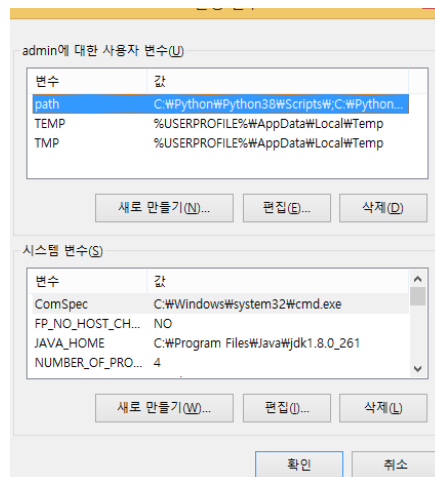 admin에 대한 사용자 변수(U)
변수 값
path C:₩Python₩Python38₩Scripts₩;C:₩Python...
TEMP %USERPROFILE%₩AppData₩Local₩Temp
TMP %USERPROFILE%₩AppData₩Local₩Temp
새로 만들기(N)... 편집(E)... 삭제(D)
시스템 변수(S)
변수 값
ComSpec C:₩Windows₩system32₩cmd.exe
FP_NO_HOST_CH... NO
JAVA_HOME C:₩Program Files₩Java₩jdk1.8.0_261
NUMBER_OF_PRO... 4
새로 만들기(W)... 편집(I)... 삭제(L)
확인 취소